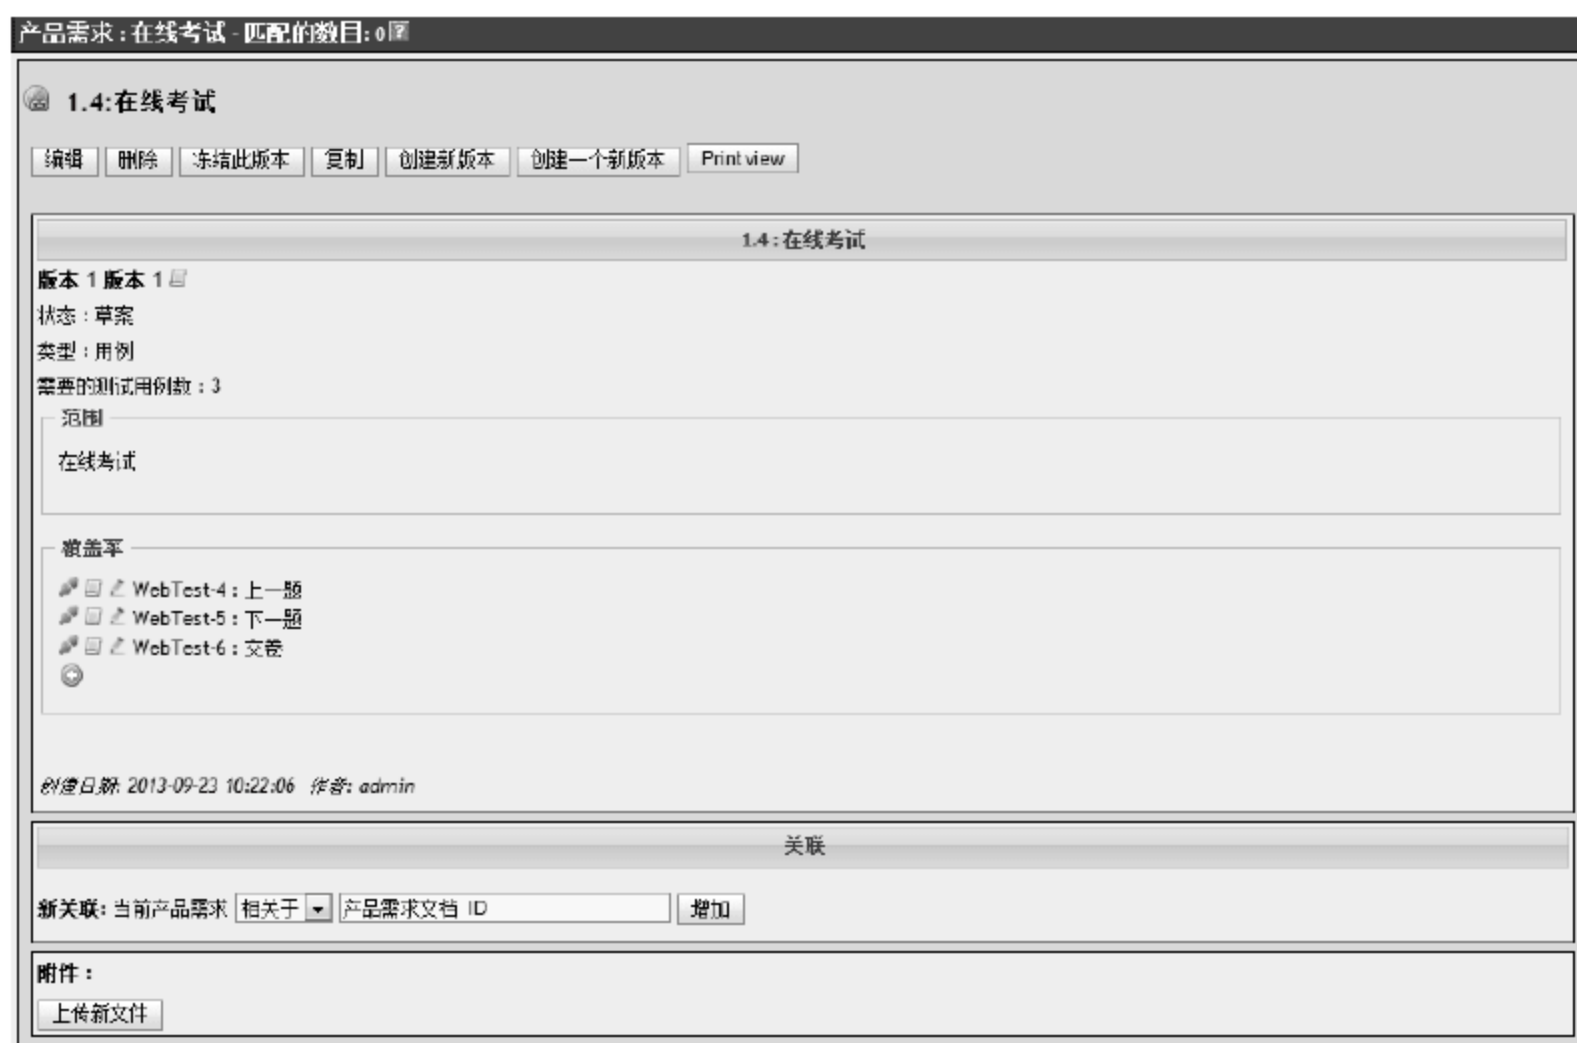 产品需求 : 在线考试 - 匹配的数目: 0 ?
1.4:在线考试
编辑 删除 冻结此版本 复制 创建新版本 创建一个新版本 Print view
1.4 : 在线考试
版本 1 版本 1
状态 : 草案
类型 : 用例
需要的测试用例数 : 3
范围
在线考试
覆盖率
WebTest-4 : 上一题
WebTest-5 : 下一题
WebTest-6 : 交卷
创建日期: 2013-09-23 10:22:06 作者: admin
关联
新关联: 当前产品需求 相关于 产品需求文档 ID 增加
附件 :
上传新文件